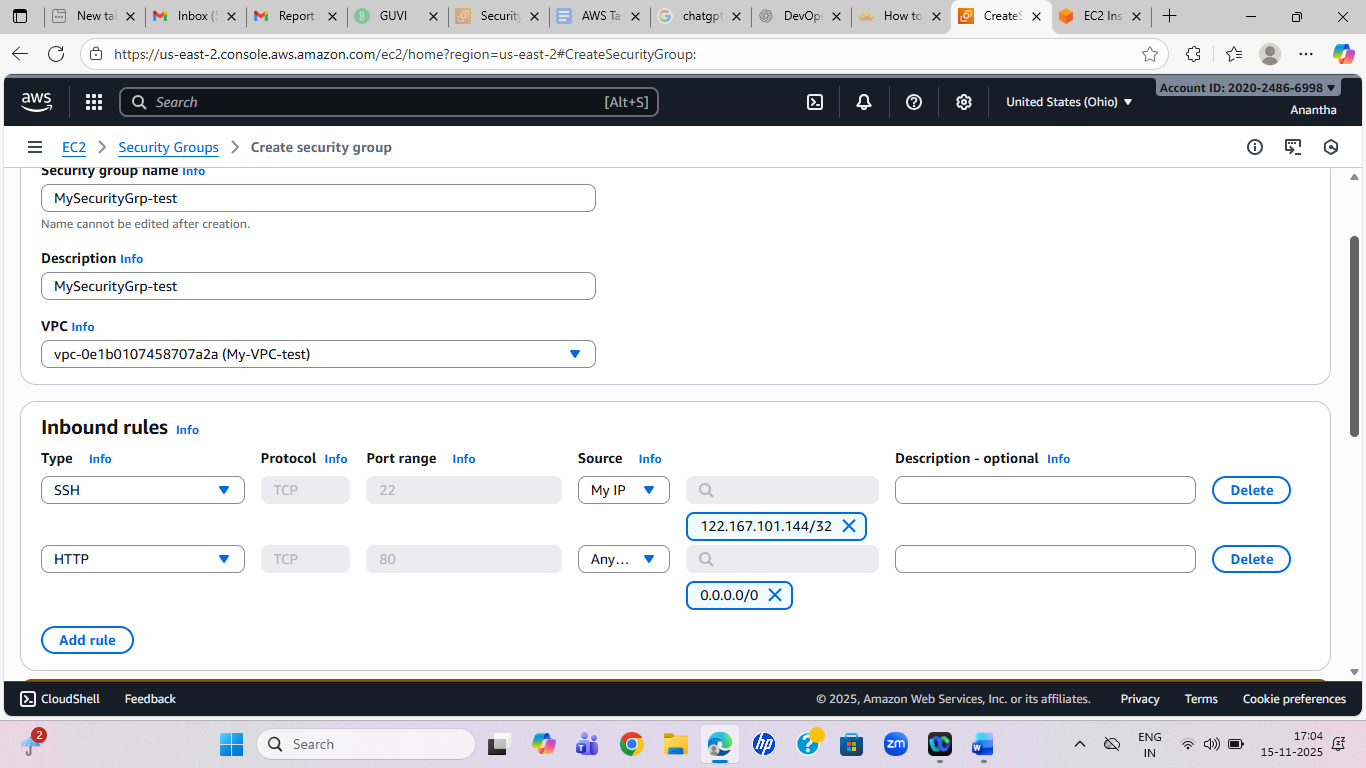 New tal
Inbox (
Report
GUVI
Security
AWS Ta
chatgpt
DevOps
How to
CreateS
EC2 Ins
https://us-east-2.console.aws.amazon.com/ec2/home?region=us-east-2#CreateSecurityGroup:
aws
Search
[Alt+S]
United States (Ohio)
Account ID: 2020-2486-6998
Anantha
EC2
Security Groups
Create security group
Security group name Info
MySecurityGrp-test
Name cannot be edited after creation.
Description Info
MySecurityGrp-test
VPC Info
vpc-0e1b0107458707a2a (My-VPC-test)
Inbound rules Info
Type Info Protocol Info Port range Info Source Info Description - optional Info
SSH TCP 22 My IP Delete
122.167.101.144/32
HTTP TCP 80 Any... Delete
0.0.0.0/0
Add rule
CloudShell Feedback © 2025, Amazon Web Services, Inc. or its affiliates. Privacy Terms Cookie preferences
2
Search
hp
zm
ENG
IN
17:04
15-11-2025